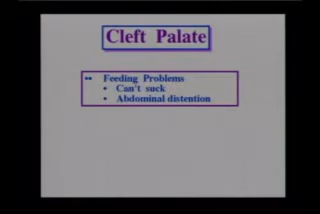 Cleft Palate
•• Feeding Problems
• Can't suck
• Abdominal distention